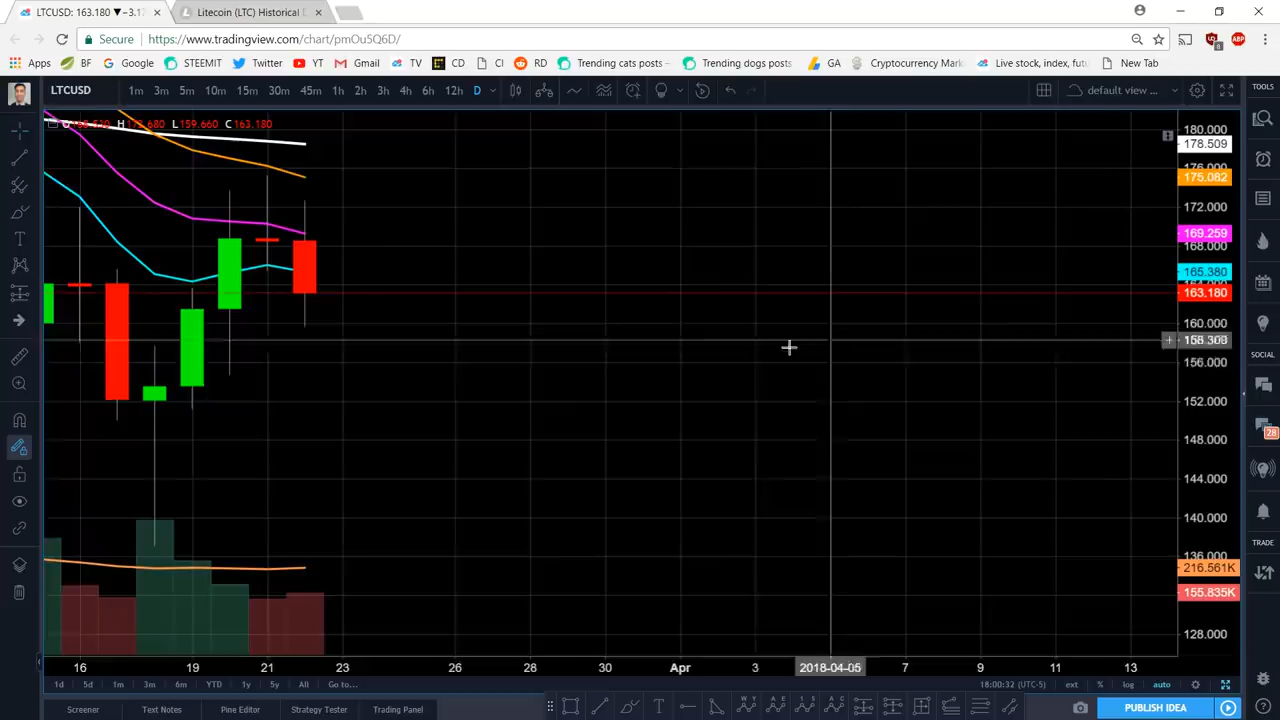 LTCUSD: 163.180 ▼−3.17
Litecoin (LTC) Historical
Secure
https://www.tradingview.com/chart/pmOu5Q6D/
Apps BF Google STEEMIT Twitter YT Gmail TV CD CI RD Trending cats posts Trending dogs posts GA Cryptocurrency Mark Live stock, index, futu New Tab
LTCUSD 1m 3m 5m 10m 15m 30m 45m 1h 2h 3h 4h 6h 12h D default view ...
TOOLS
H L159.660 C163.180
180.000
178.509
176.000
175.082
172.000
169.259
168.000
165.380
163.180
160.000
158.308
156.000
152.000
148.000
144.000
140.000
136.000
216.561K
155.835K
128.000
SOCIAL
28
TRADE
16 19 21 23 26 28 30 Apr 3 2018-04-05 7 9 11 13
1d 5d 1m 3m 6m YTD 1y 5y All Go to... 18:00:32 (UTC-5) ext % log auto
Screener Text Notes Pine Editor Strategy Tester Trading Panel PUBLISH IDEA